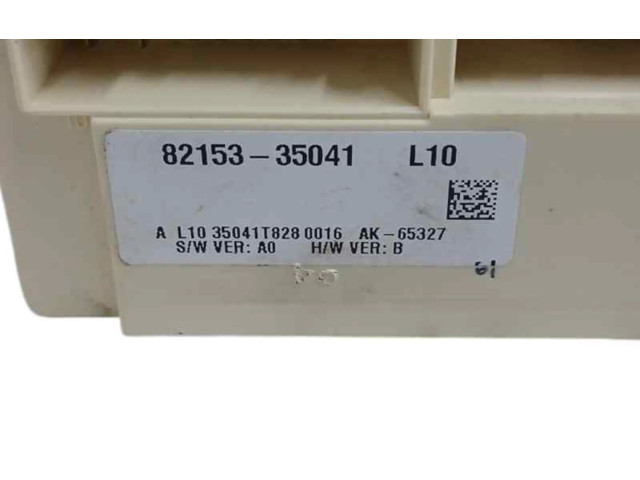 82153-35041 L10
A L10 35041T828 0016 AK-65327
S/W VER: A0 H/W VER: B